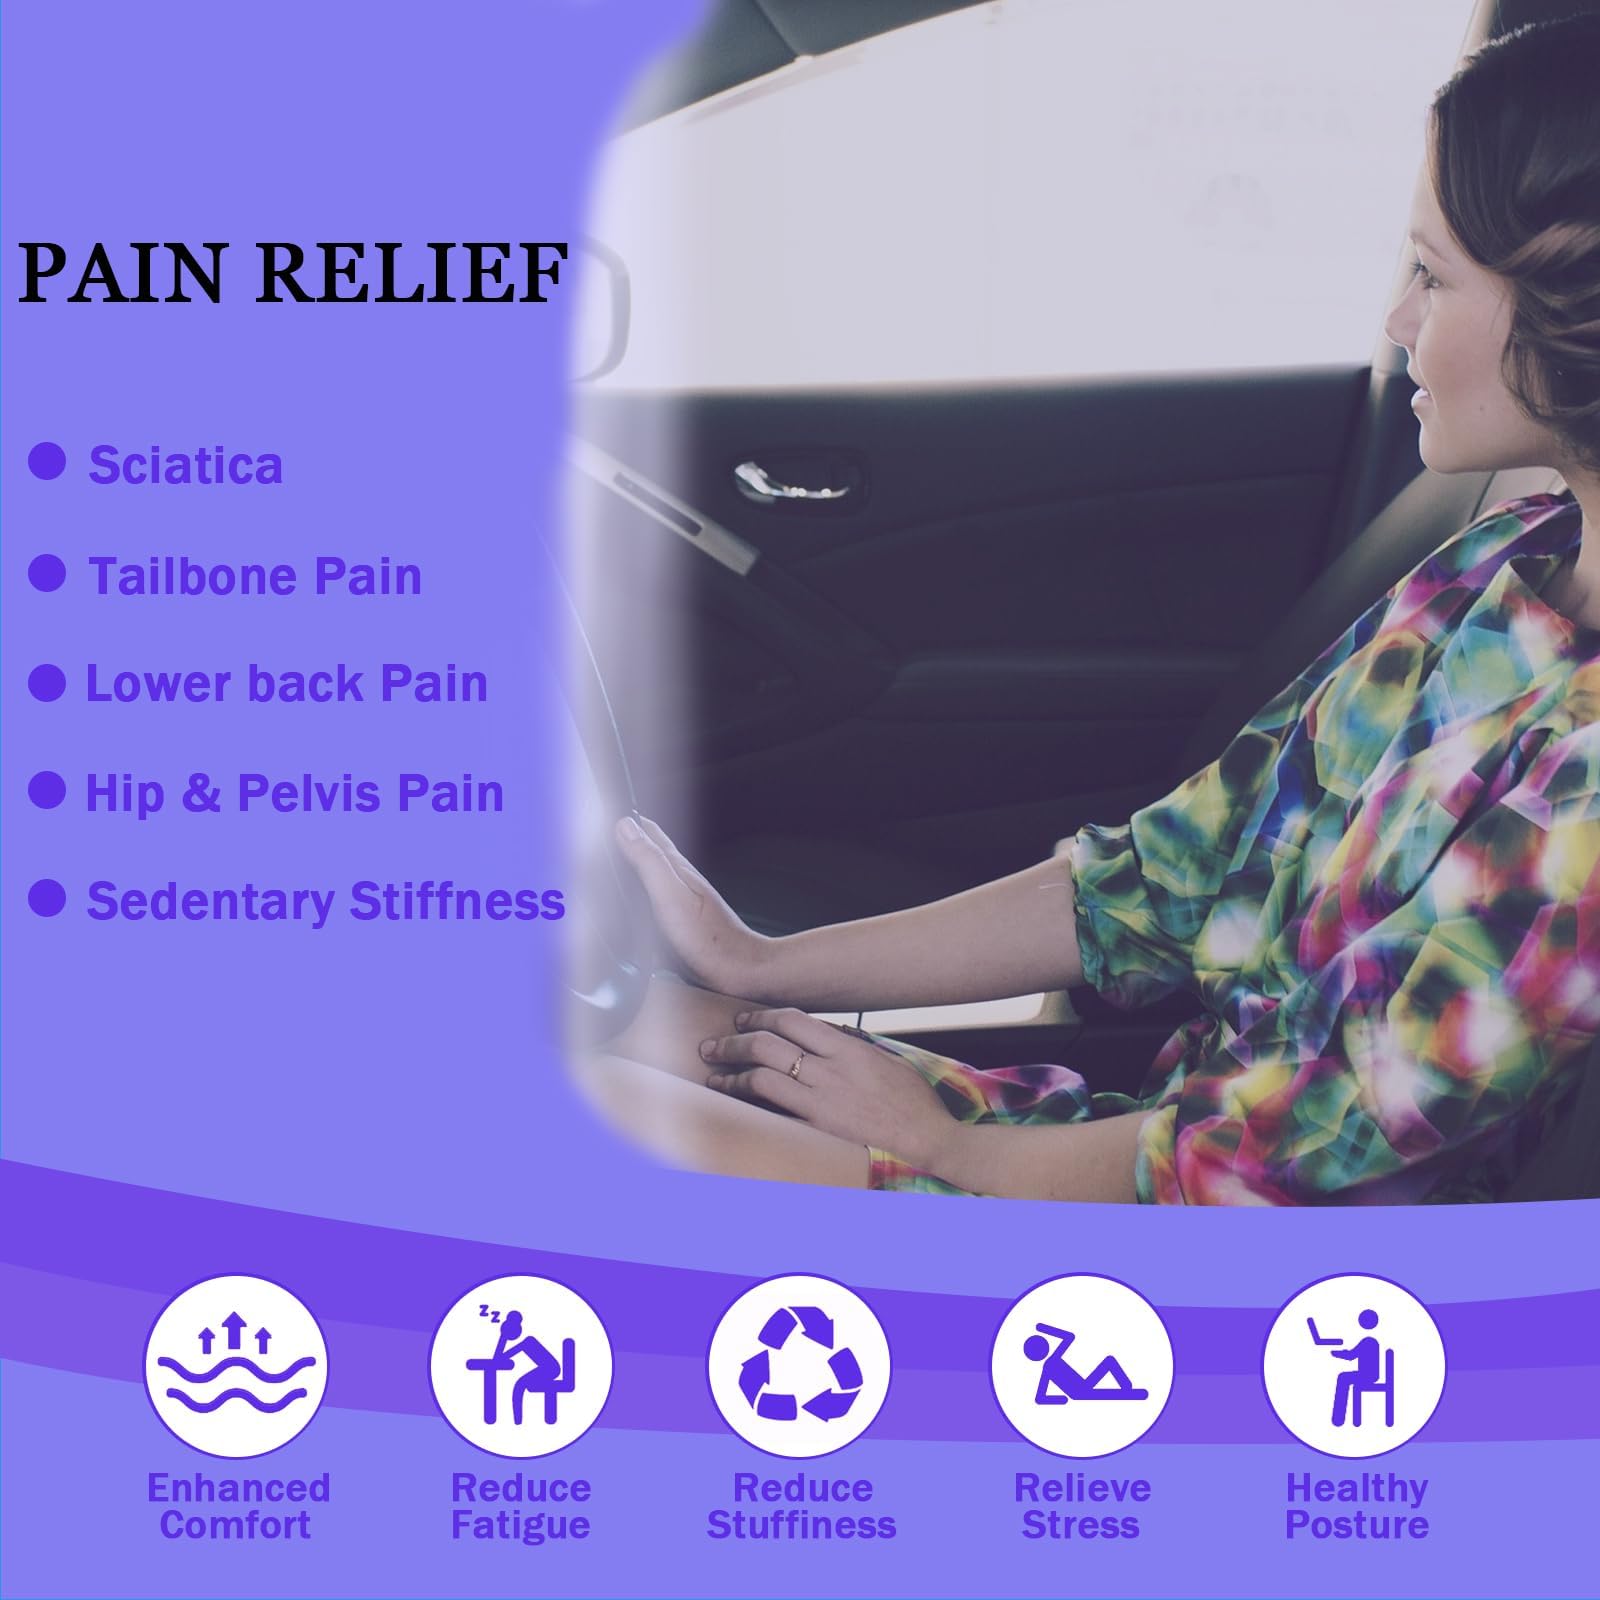 PAIN RELIEF
Sciatica
Tailbone Pain
Lower back Pain
Hip & Pelvis Pain
Sedentary Stiffness
z z
Enhanced
Comfort
Reduce
Fatigue
Reduce
Stuffiness
Relieve
Stress
Healthy
Posture